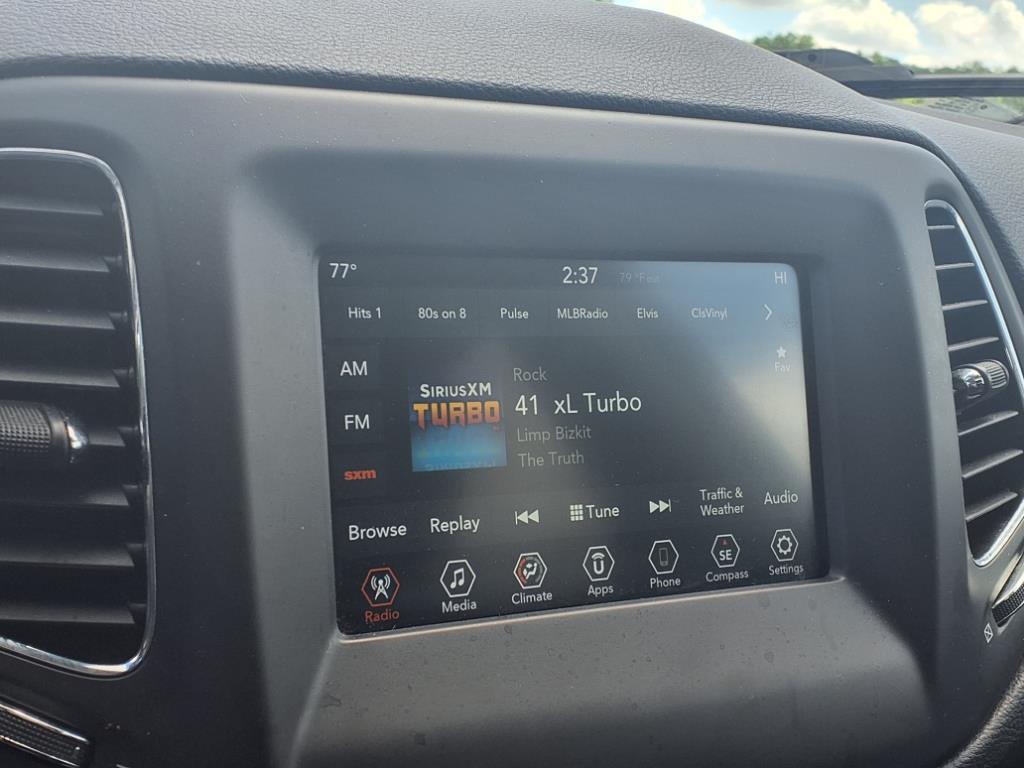 77° 2:37 79 °F out HI
Hits 1 80s on 8 Pulse MLBRadio Elvis ClsVinyl
AM
FM
sxm
SIRIUSXM
TURBO
Rock
41 xL Turbo
Limp Bizkit
The Truth
Fav
Browse Replay Tune Traffic &
Weather Audio
Radio Media Climate U
Apps Phone SE
Compass Settings